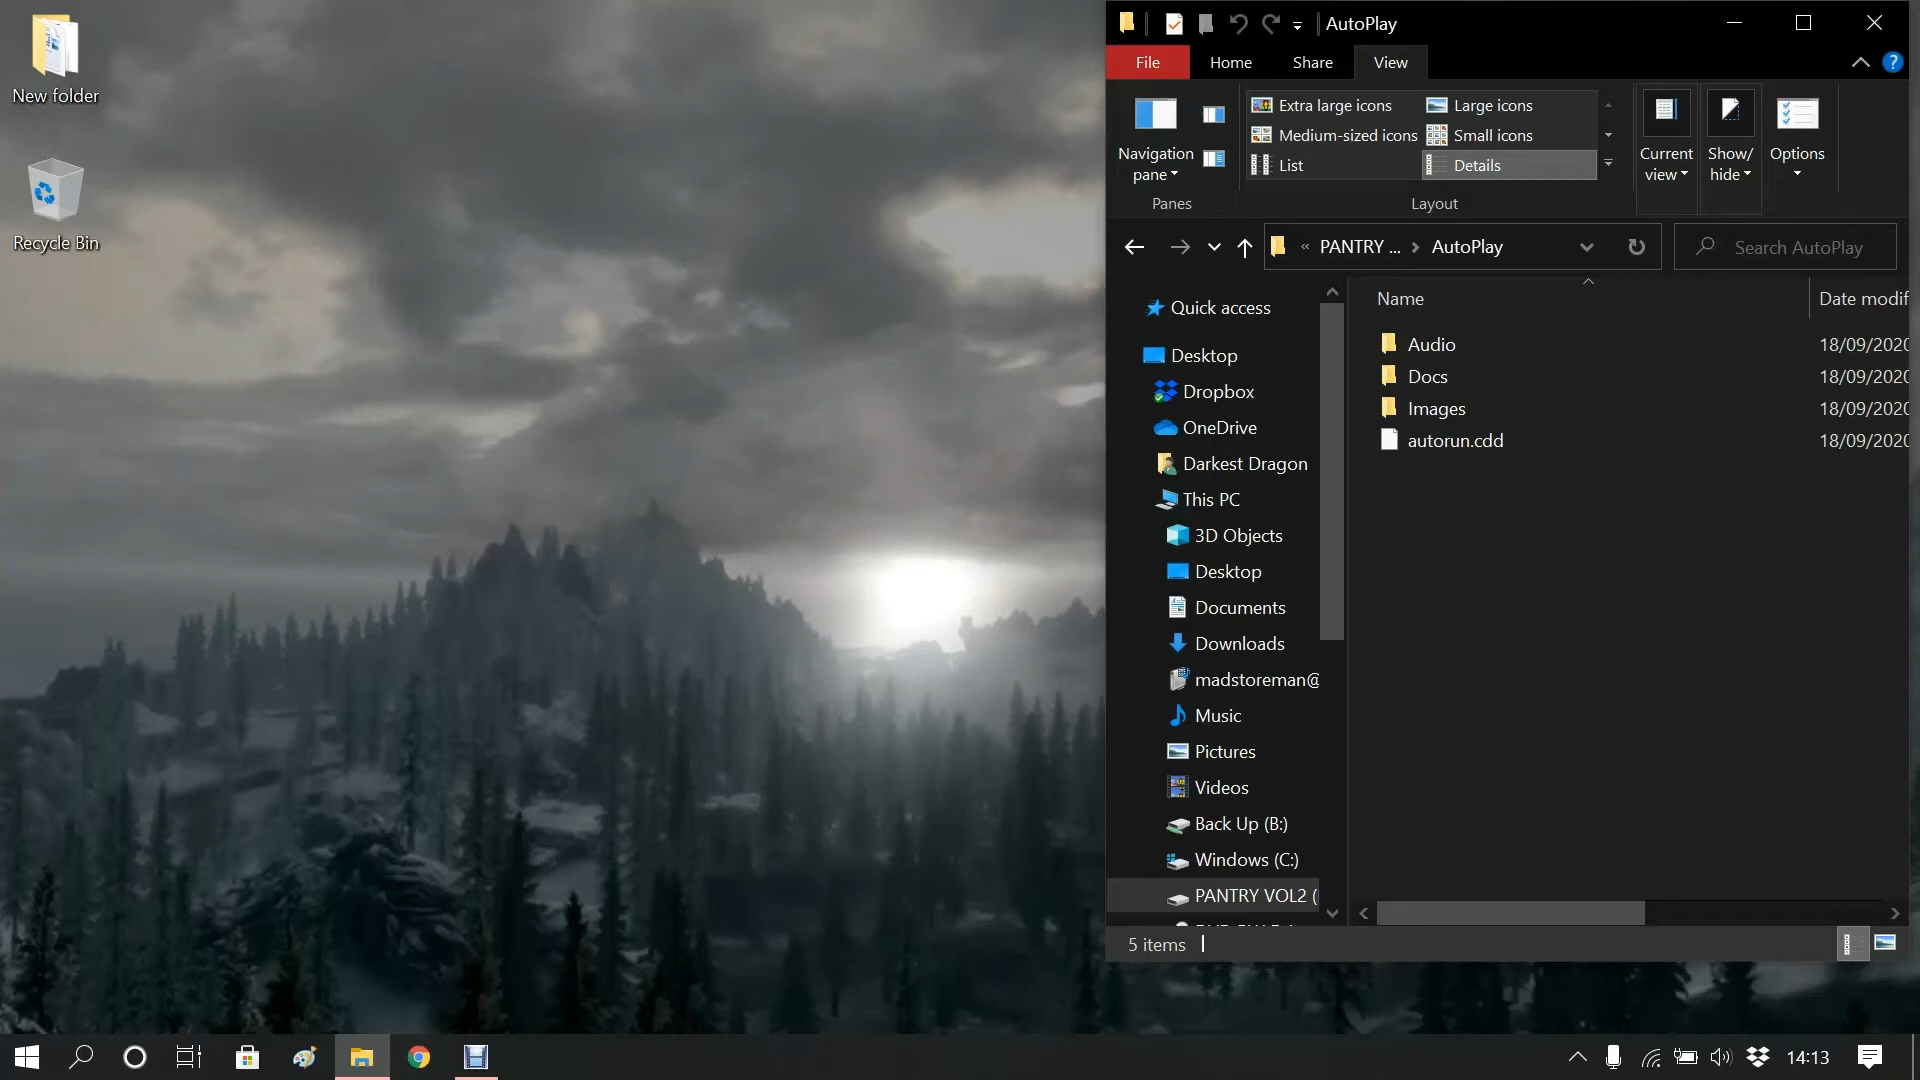 New folder
Recycle Bin
AutoPlay
File
Home
Share
View
?
Navigation
pane
Extra large icons
Large icons
Medium-sized icons
Small icons
List
Details
Current
view
Show/
hide
Options
Panes
Layout
« PANTRY ... > AutoPlay
Search AutoPlay
Quick access
Desktop
Dropbox
OneDrive
Darkest Dragon
This PC
3D Objects
Desktop
Documents
Downloads
madstoreman@
Music
Pictures
Videos
Back Up (B:)
Windows (C:)
PANTRY VOL2 (
Name
Date modif
Audio
18/09/2020
Docs
18/09/2020
Images
18/09/2020
autorun.cdd
18/09/2020
5 items
14:13